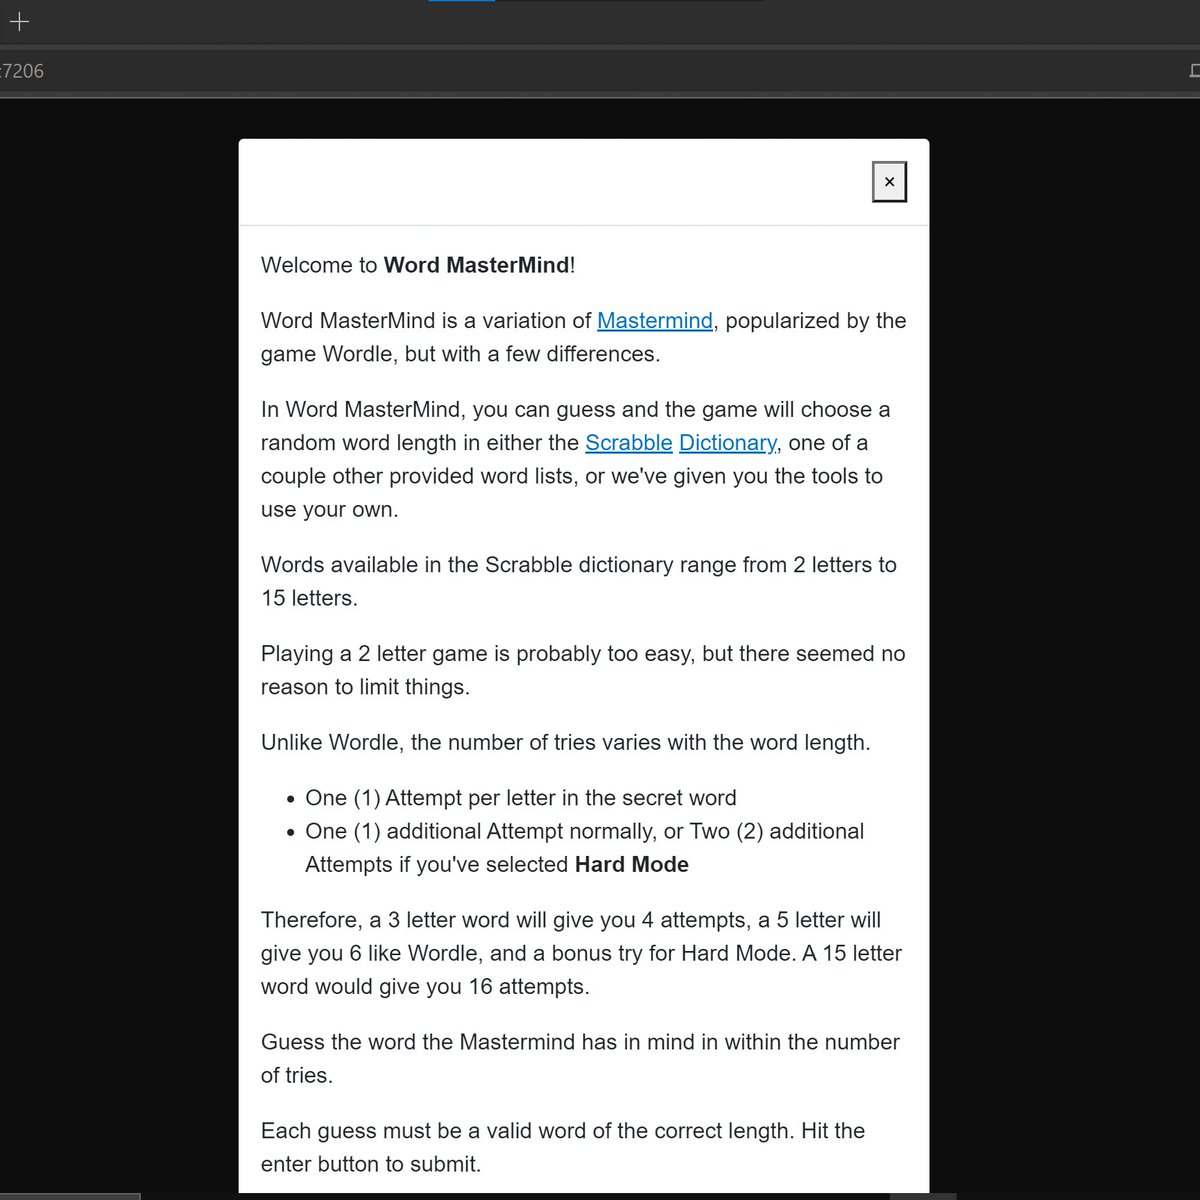 :7206
×
Welcome to Word MasterMind!
Word MasterMind is a variation of Mastermind, popularized by the
game Wordle, but with a few differences.
In Word MasterMind, you can guess and the game will choose a
random word length in either the Scrabble Dictionary, one of a
couple other provided word lists, or we've given you the tools to
use your own.
Words available in the Scrabble dictionary range from 2 letters to
15 letters.
Playing a 2 letter game is probably too easy, but there seemed no
reason to limit things.
Unlike Wordle, the number of tries varies with the word length.
• One (1) Attempt per letter in the secret word
• One (1) additional Attempt normally, or Two (2) additional
Attempts if you've selected Hard Mode
Therefore, a 3 letter word will give you 4 attempts, a 5 letter will
give you 6 like Wordle, and a bonus try for Hard Mode. A 15 letter
word would give you 16 attempts.
Guess the word the Mastermind has in mind in within the number
of tries.
Each guess must be a valid word of the correct length. Hit the
enter button to submit.